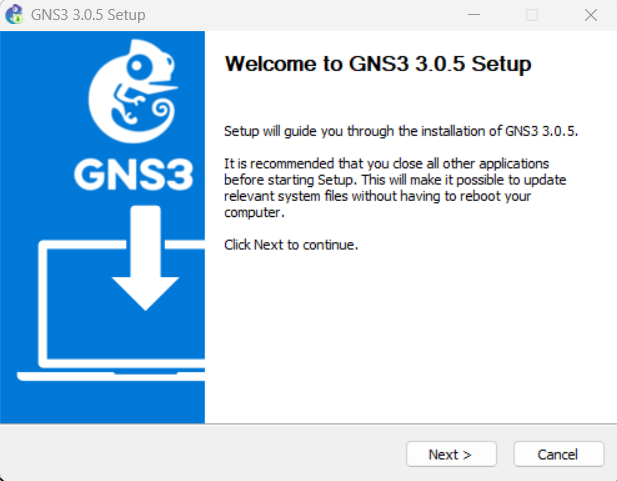 GNS3 3.0.5 Setup
GNS3
Welcome to GNS3 3.0.5 Setup
Setup will guide you through the installation of GNS3 3.0.5.
It is recommended that you close all other applications
before starting Setup. This will make it possible to update
relevant system files without having to reboot your
computer.
Click Next to continue.
Next >
Cancel